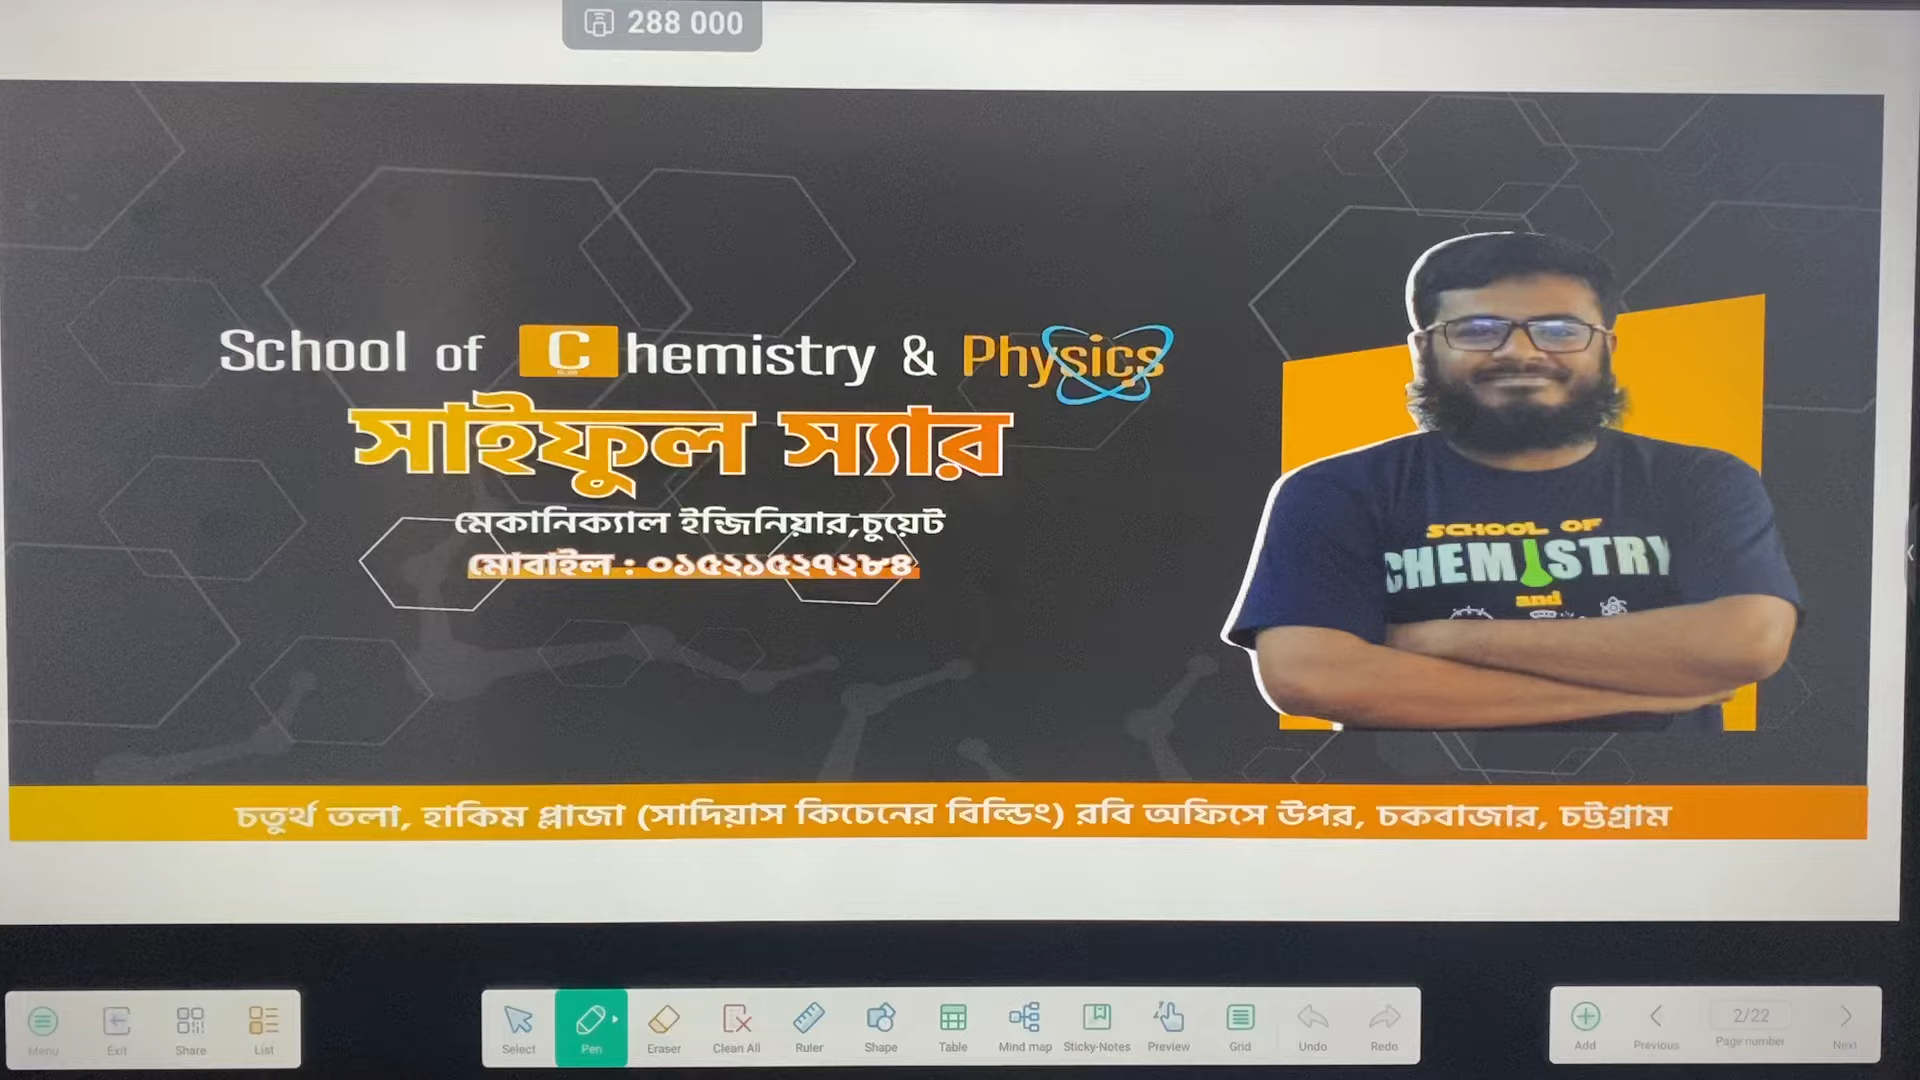 288 000
School of Chemistry & Physics
সাইফুল স্যার
মেকানিক্যাল ইন্জিনিয়ার,চুয়েট
মোবাইল : ০১৫২১৫২৭২৮৪
SCHOOL OF
CHEMISTRY
and
চতুর্থ তলা, হাকিম প্লাজা (সাদিয়াস কিচেনের বিল্ডিং) রবি অফিসে উপর, চকবাজার, চট্টগ্রাম
Menu Exit Share List Select Pen Eraser Clean All Ruler Shape Table Mind map Sticky-Notes Preview Grid Undo Redo Add Previous 2/22 Page number Next